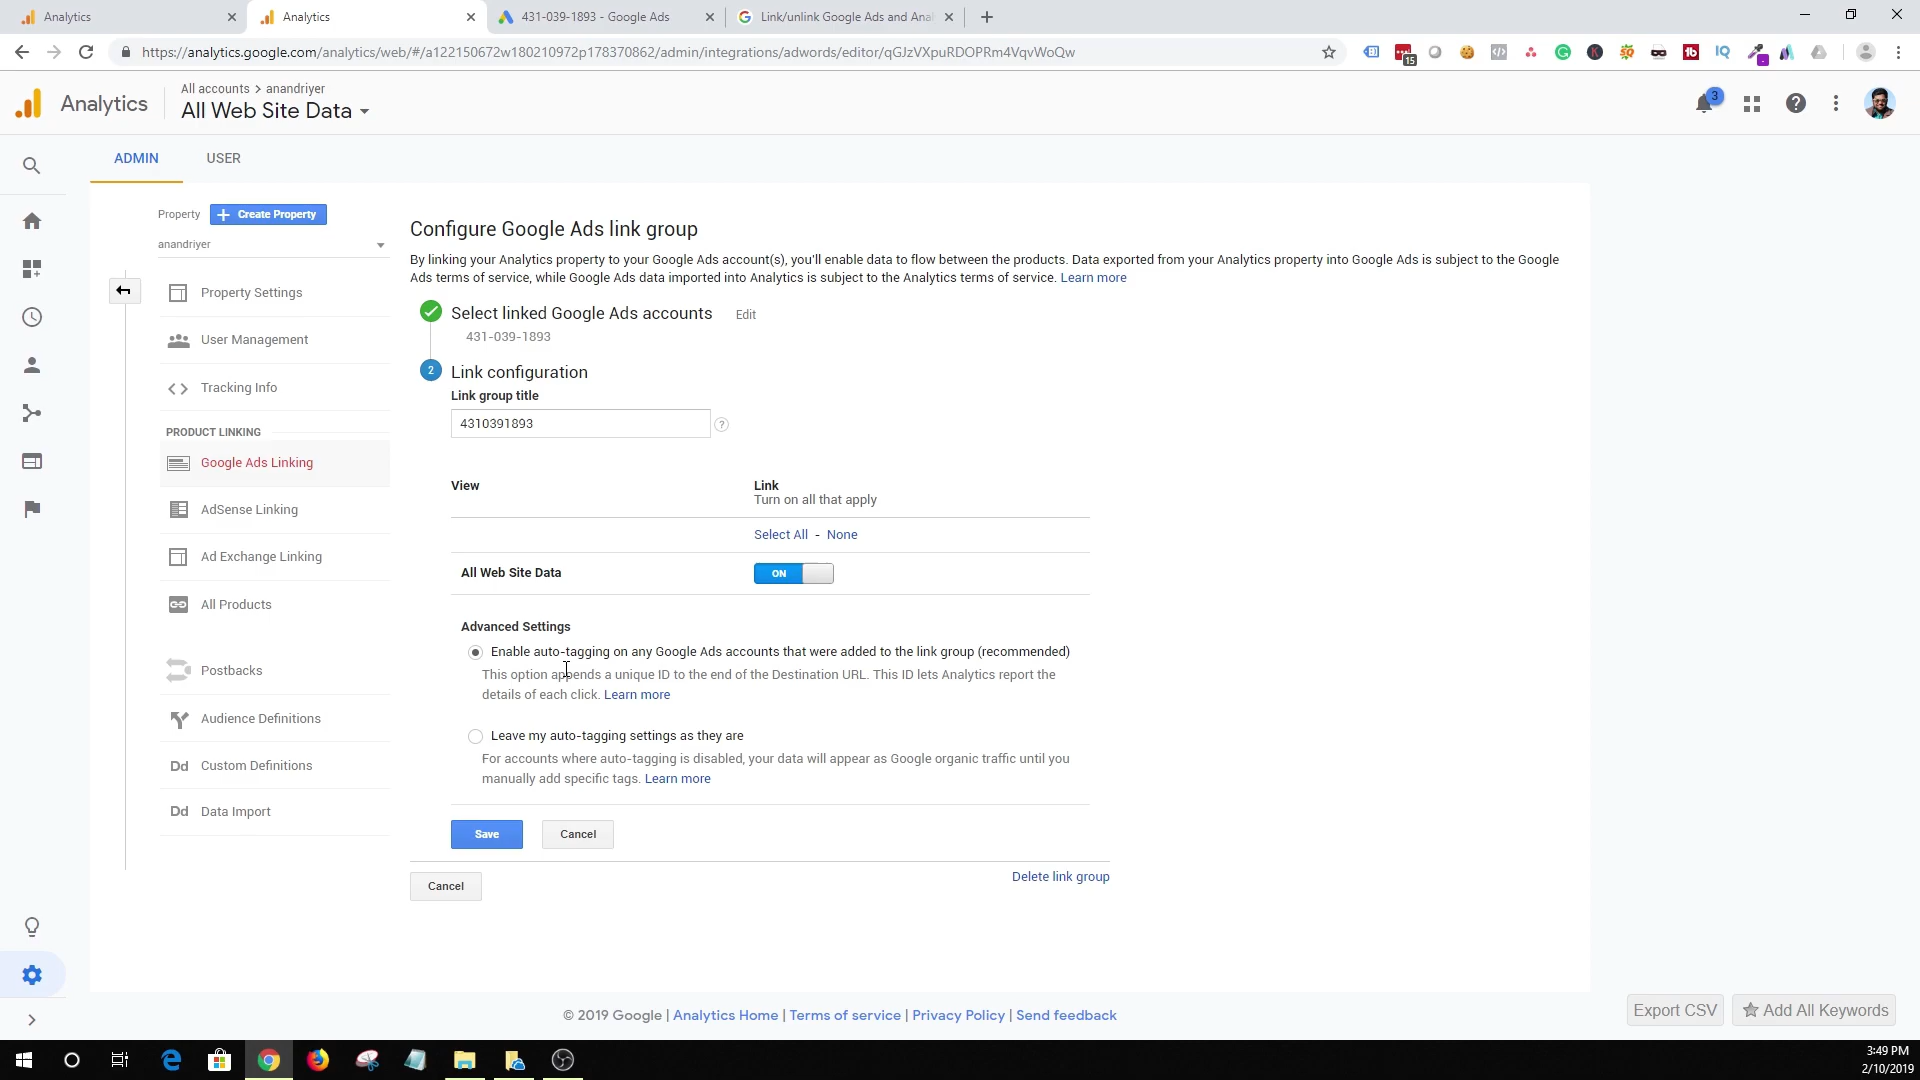 Analytics
Analytics
431-039-1893 - Google Ads
Link/unlink Google Ads and Anal
https://analytics.google.com/analytics/web/#/a122150672w180210972p178370862/admin/integrations/adwords/editor/qGJzVXpuRDOPRm4VqvWoQw
15
Analytics
All accounts > anandriyer
All Web Site Data
3
ADMIN
USER
Property
Create Property
anandriyer
Property Settings
User Management
Tracking Info
PRODUCT LINKING
Google Ads Linking
AdSense Linking
Ad Exchange Linking
All Products
Postbacks
Audience Definitions
Dd Custom Definitions
Dd Data Import
Configure Google Ads link group
By linking your Analytics property to your Google Ads account(s), you'll enable data to flow between the products. Data exported from your Analytics property into Google Ads is subject to the Google
Ads terms of service, while Google Ads data imported into Analytics is subject to the Analytics terms of service. Learn more
Select linked Google Ads accounts Edit
431-039-1893
2 Link configuration
Link group title
4310391893
?
View
Link
Turn on all that apply
Select All - None
All Web Site Data
ON
Advanced Settings
Enable auto-tagging on any Google Ads accounts that were added to the link group (recommended)
This option appends a unique ID to the end of the Destination URL. This ID lets Analytics report the
details of each click. Learn more
Leave my auto-tagging settings as they are
For accounts where auto-tagging is disabled, your data will appear as Google organic traffic until you
manually add specific tags. Learn more
Save
Cancel
Delete link group
Cancel
© 2019 Google | Analytics Home | Terms of service | Privacy Policy | Send feedback
Export CSV
Add All Keywords
3:49 PM
2/10/2019